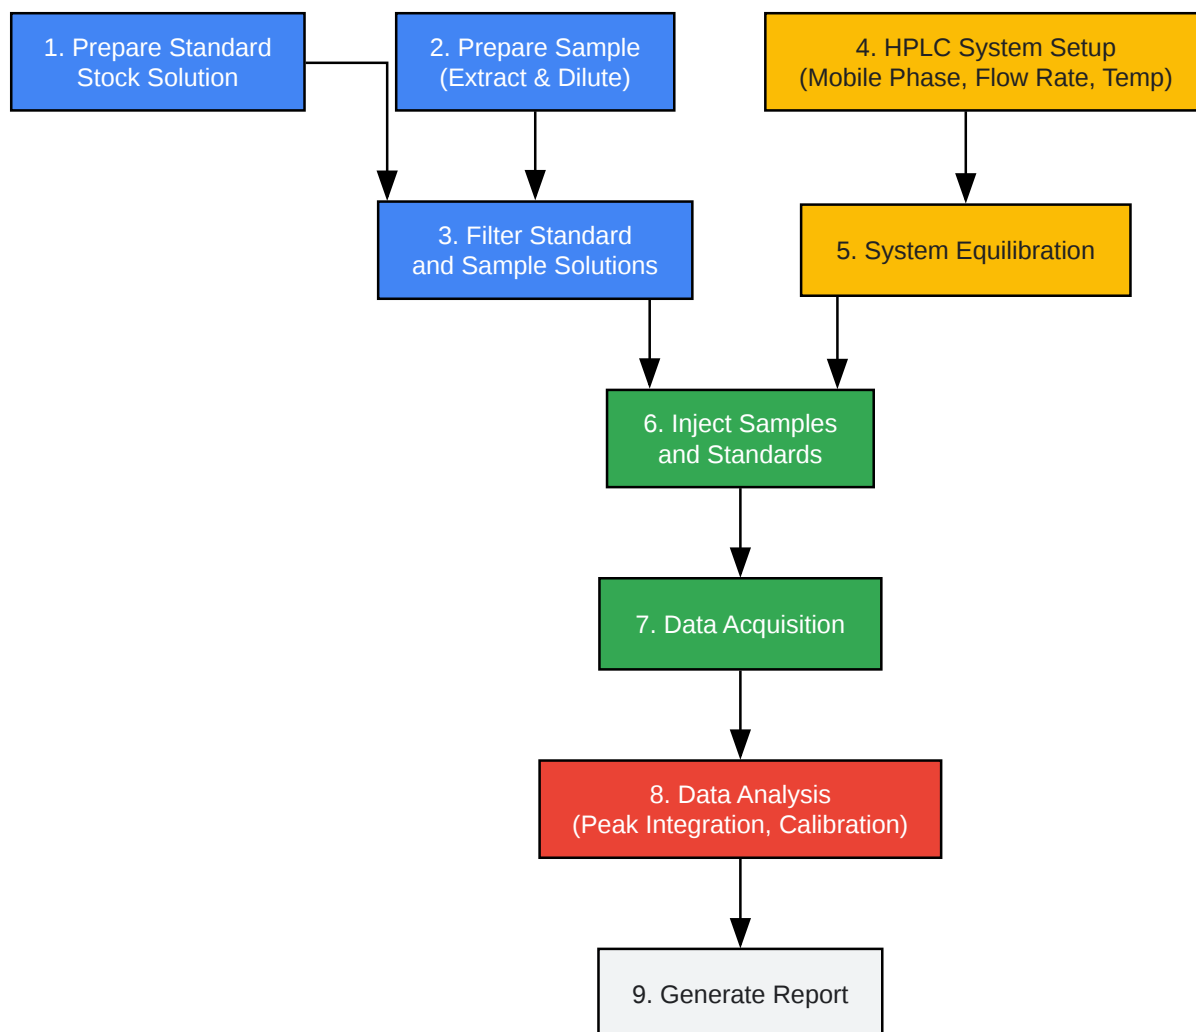 1. Prepare Standard
Stock Solution
2. Prepare Sample
(Extract & Dilute)
4. HPLC System Setup
(Mobile Phase, Flow Rate, Temp)
3. Filter Standard
and Sample Solutions
5. System Equilibration
6. Inject Samples
and Standards
7. Data Acquisition
8. Data Analysis
(Peak Integration, Calibration)
9. Generate Report